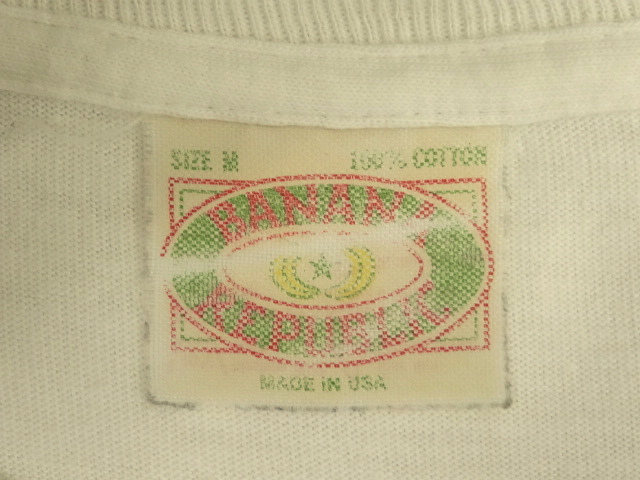 SIZE M 100% COTTON
BANANA
REPUBLIC
MADE IN USA